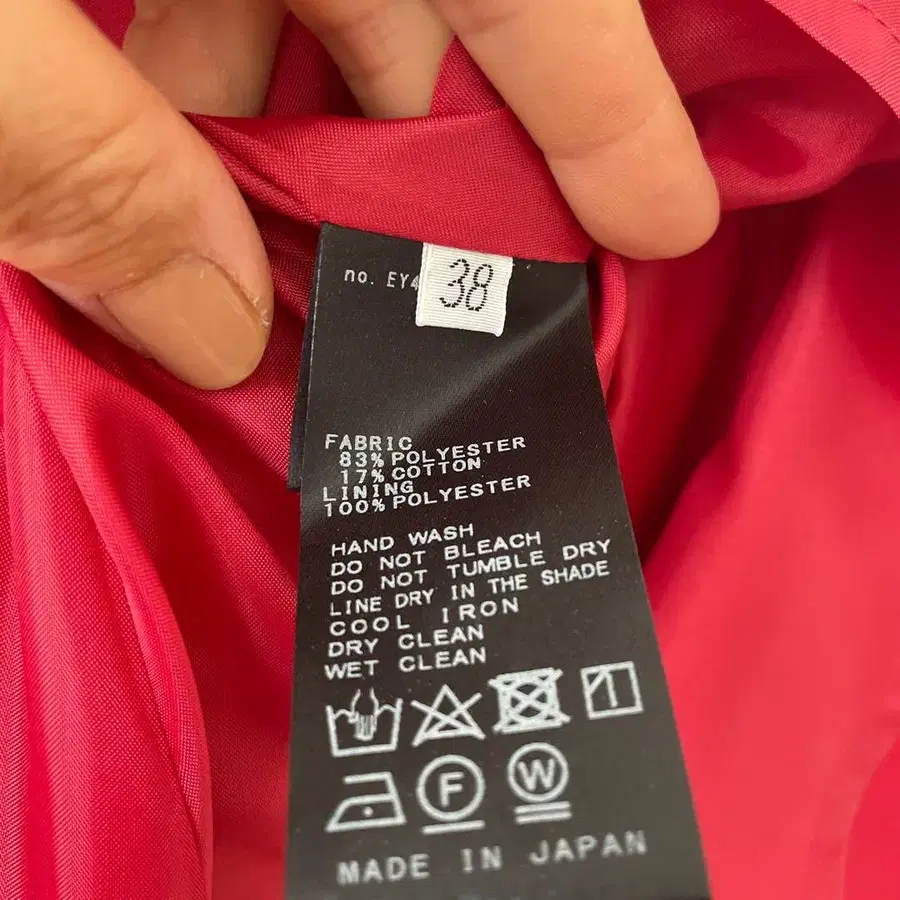 no. EY4
38
FABRIC
83% POLYESTER
17% COTTON
LINING
100% POLYESTER
HAND WASH
DO NOT BLEACH
DO NOT TUMBLE DRY
LINE DRY IN THE SHADE
COOL IRON
DRY CLEAN
WET CLEAN
F W
MADE IN JAPAN